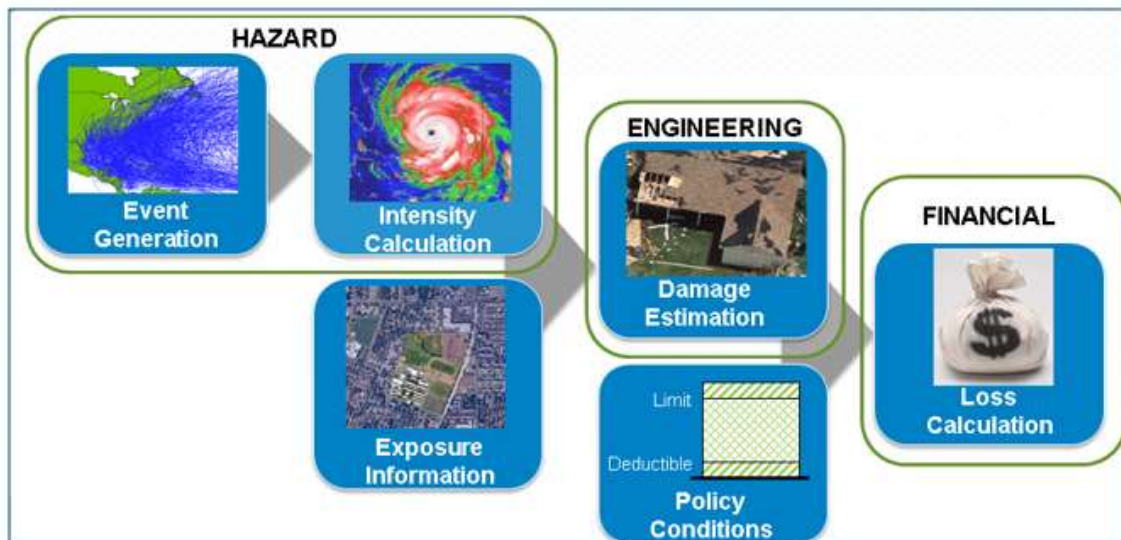 HAZARD
Event
Generation
Intensity
Calculation
Exposure
Information
ENGINEERING
Damage
Estimation
Limit
Deductible
Policy
Conditions
FINANCIAL
$
Loss
Calculation